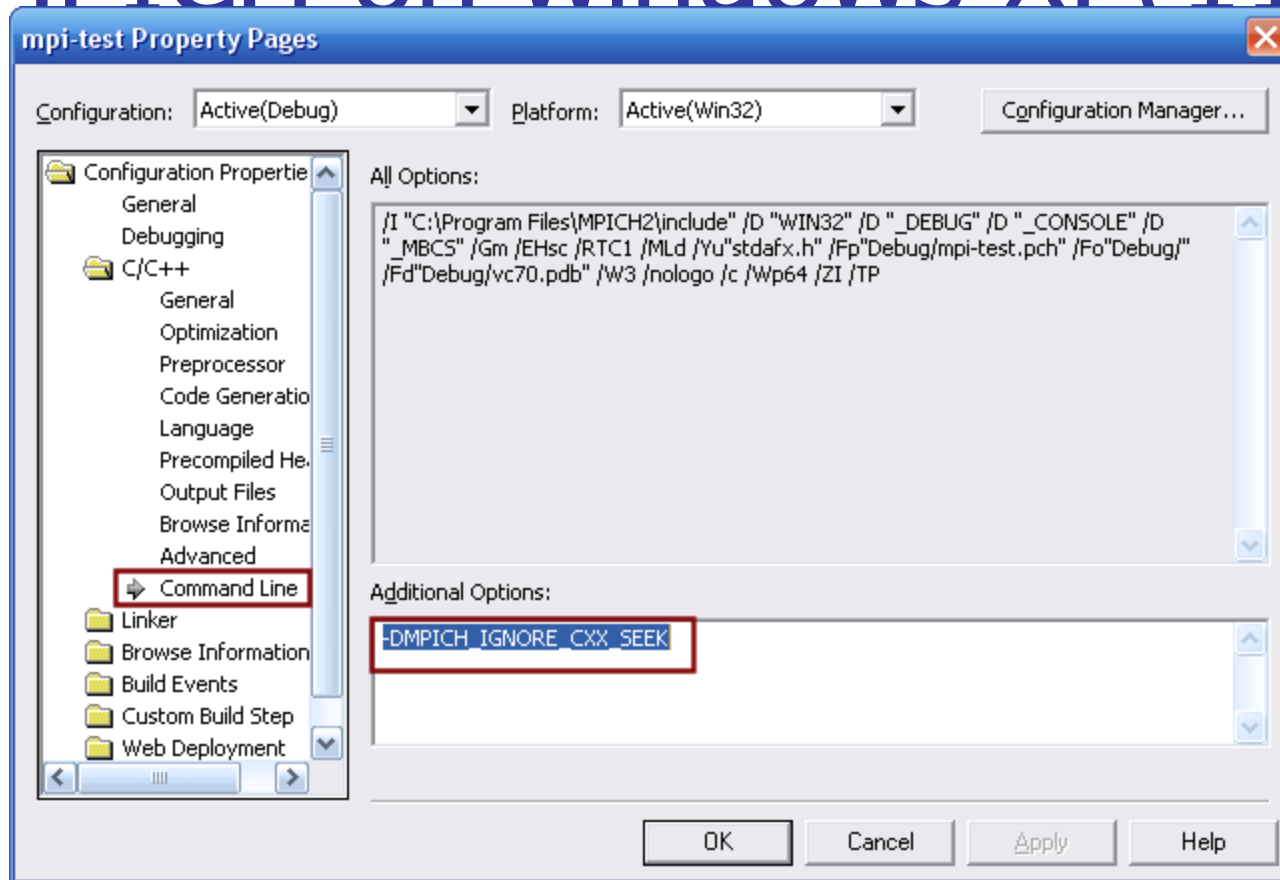 MPICH on Windows XP
mpi-test Property Pages
Configuration: Active(Debug) Platform: Active(Win32) Configuration Manager...
Configuration Propertie
General
Debugging
C/C++
General
Optimization
Preprocessor
Code Generatio
Language
Precompiled He
Output Files
Browse Informa
Advanced
Command Line
Linker
Browse Information
Build Events
Custom Build Step
Web Deployment
All Options:
/I "C:\Program Files\MPICH2\include" /D "WIN32" /D "_DEBUG" /D "_CONSOLE" /D
"_MBCS" /Gm /EHsc /RTC1 /MLd /Yu"stdafx.h" /Fp"Debug/mpi-test.pch" /Fo"Debug/"
/Fd"Debug/vc70.pdb" /W3 /nologo /c /Wp64 /ZI /TP
Additional Options:
-DMPICH_IGNORE_CXX_SEEK
OK Cancel Apply Help